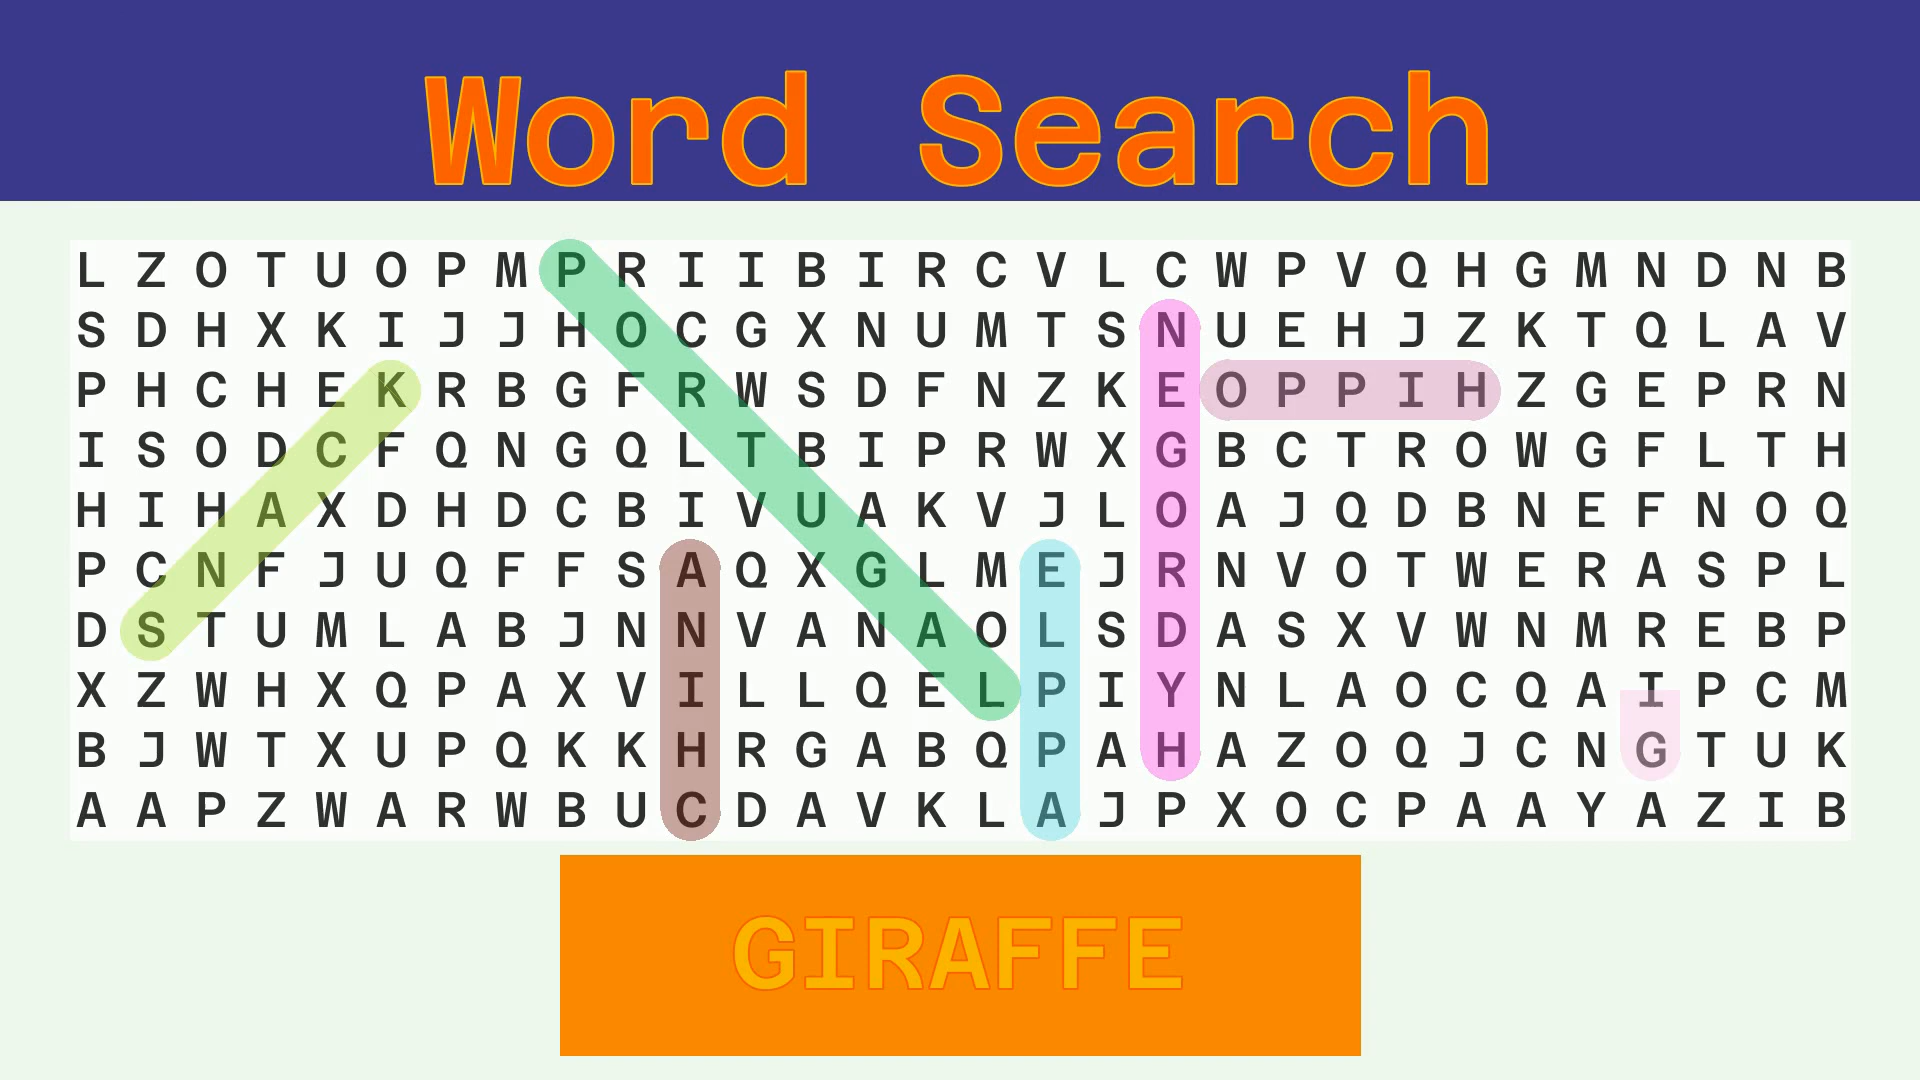 Word Search
L Z O T U O P M P R I I B I R C V L C W P V Q H G M N D N B
S D H X K I J J H O C G X N U M T S N U E H J Z K T Q L A V
P H C H E K R B G F R W S D F N Z K E O P P I H Z G E P R N
I S O D C F Q N G Q L T B I P R W X G B C T R O W G F L T H
H I H A X D H D C B I V U A K V J L O A J Q D B N E F N O Q
P C N F J U Q F F S A Q X G L M E J R N V O T W E R A S P L
D S T U M L A B J N N V A N A O L S D A S X V W N M R E B P
X Z W H X Q P A X V I L L Q E L P I Y N L A O C Q A I P C M
B J W T X U P Q K K H R G A B Q P A H A Z O Q J C N G T U K
A A P Z W A R W B U C D A V K L A J P X O C P A A Y A Z I B
GIRAFFE